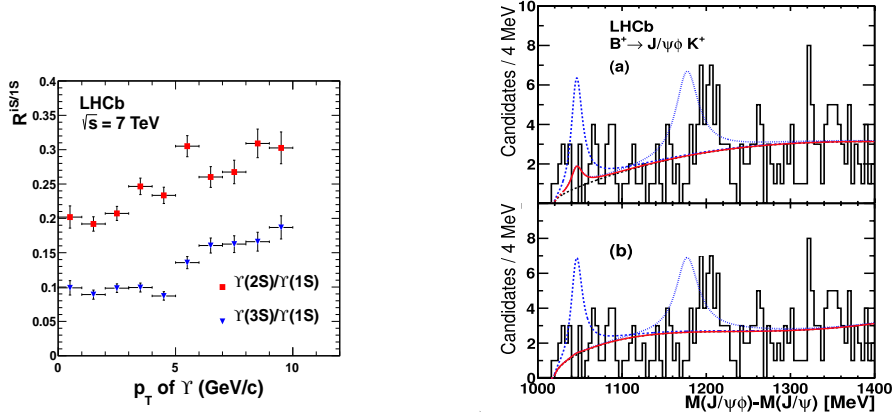 R^{iS/1S}
0.4
0.35
0.3
0.25
0.2
0.15
0.1
0.05
0
LHCb
√s = 7 TeV
ϒ(2S)/ϒ(1S)
ϒ(3S)/ϒ(1S)
0 5 10
p_T of ϒ (GeV/c)
Candidates / 4 MeV
10
8
6
4
2
LHCb
B⁺→ J/ψφ K⁺
(a)
Candidates / 4 MeV
8
6
4
2
0
(b)
1000 1100 1200 1300 1400
M(J/ψφ)-M(J/ψ) [MeV]